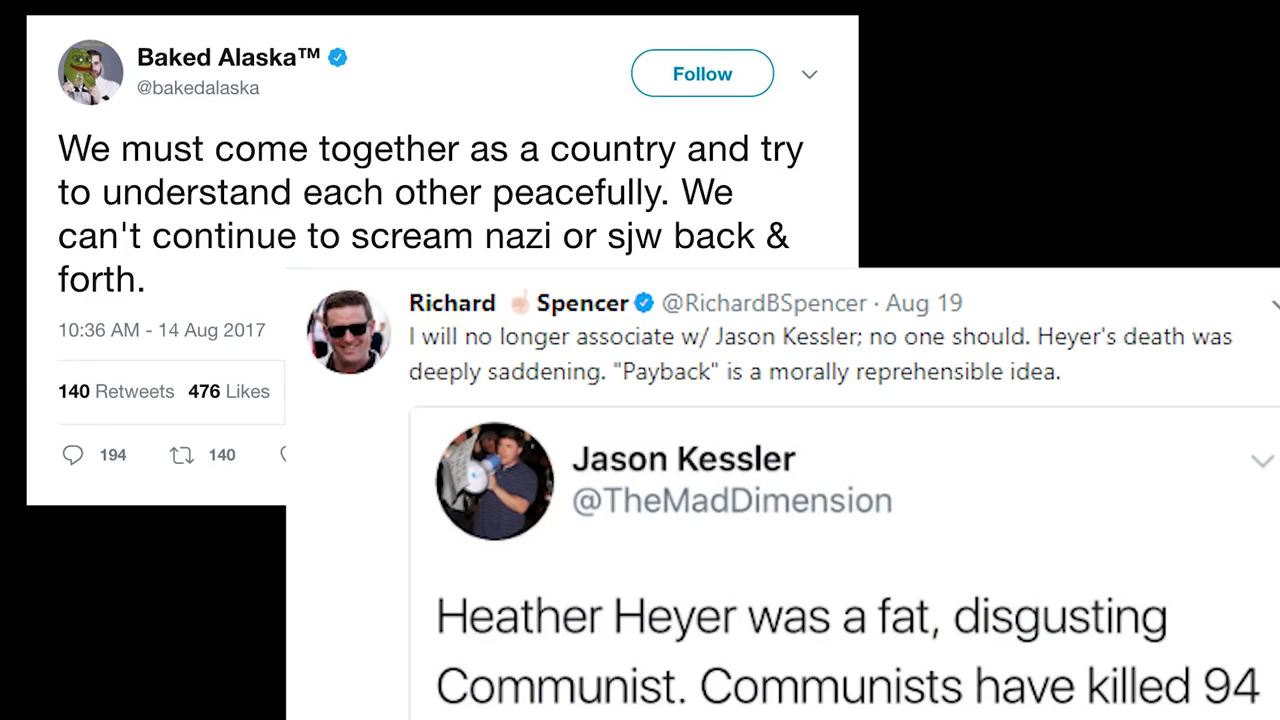 Baked Alaska™
@bakedalaska
Follow
We must come together as a country and try
to understand each other peacefully. We
can't continue to scream nazi or sjw back &
forth.
10:36 AM - 14 Aug 2017
140 Retweets 476 Likes
194 140
Richard Spencer @RichardBSpencer · Aug 19
I will no longer associate w/ Jason Kessler; no one should. Heyer's death was
deeply saddening. "Payback" is a morally reprehensible idea.
Jason Kessler
@TheMadDimension
Heather Heyer was a fat, disgusting
Communist. Communists have killed 94